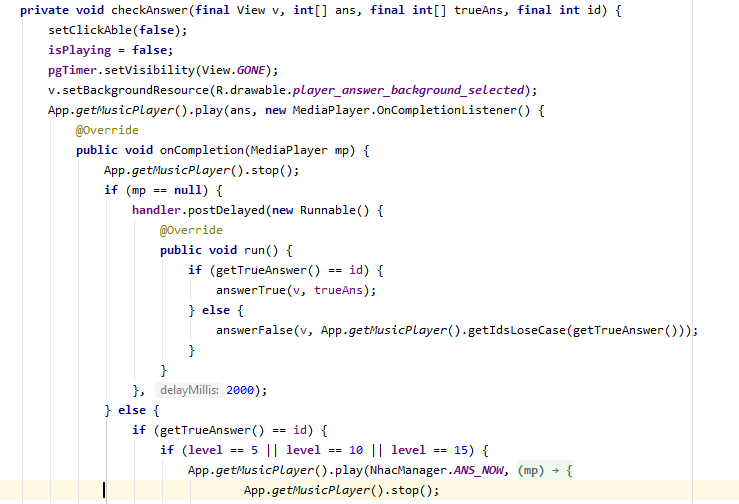 private void checkAnswer(final View v, int[] ans, final int[] trueAns, final int id) {
    setClickAble(false);
    isPlaying = false;
    pgTimer.setVisibility(View.GONE);
    v.setBackgroundResource(R.drawable.player_answer_background_selected);
    App.getMusicPlayer().play(ans, new MediaPlayer.OnCompletionListener() {
        @Override
        public void onCompletion(MediaPlayer mp) {
            App.getMusicPlayer().stop();
            if (mp == null) {
                handler.postDelayed(new Runnable() {
                    @Override
                    public void run() {
                        if (getTrueAnswer() == id) {
                            answerTrue(v, trueAns);
                        } else {
                            answerFalse(v, App.getMusicPlayer().getIdsLoseCase(getTrueAnswer()));
                        }
                    }
                }, delayMillis: 2000);
            } else {
                if (getTrueAnswer() == id) {
                    if (level == 5 || level == 10 || level == 15) {
                        App.getMusicPlayer().play(NhacManager.ANS_NOW, (mp) → {
                                App.getMusicPlayer().stop();